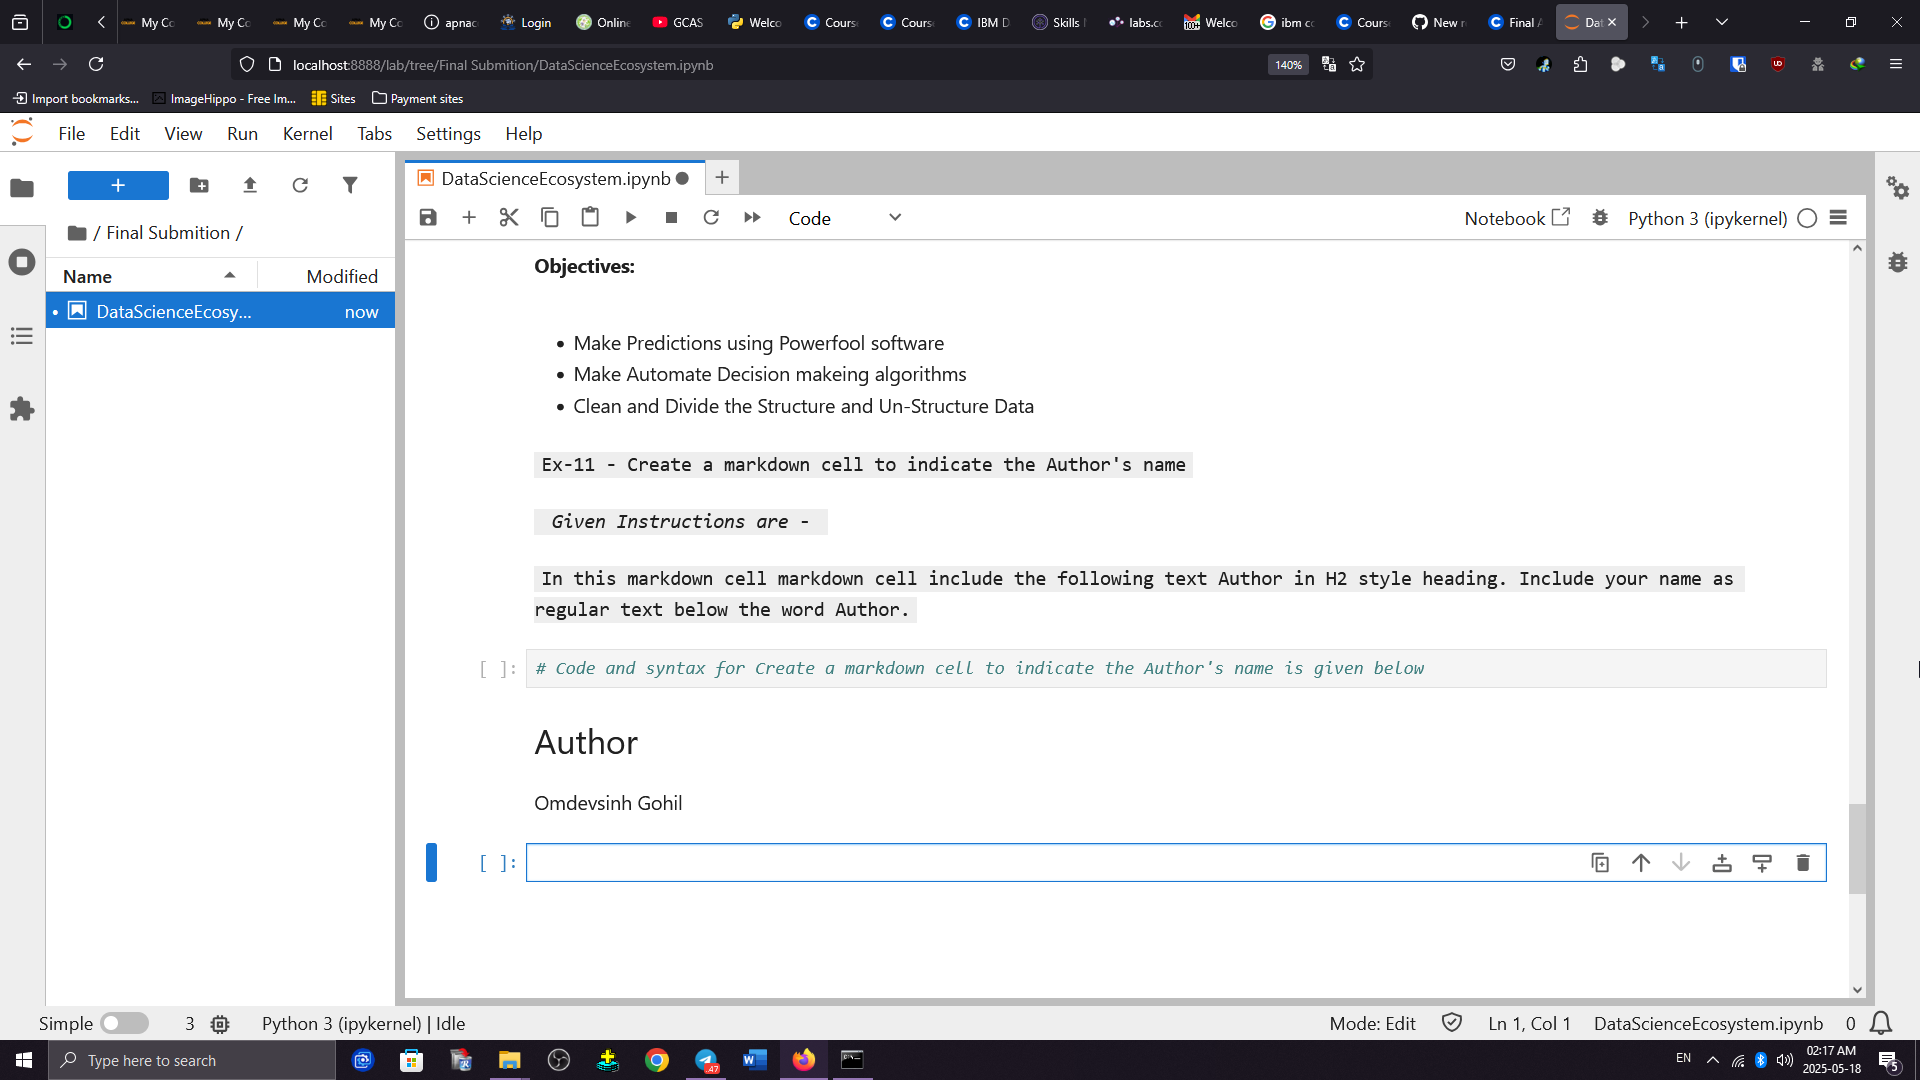 My Co
My Co
My Co
My Co
apnac
Login
Online
GCAS
Welco
Cours
Cours
IBM D
Skills
labs.co
Welco
ibm co
Cours
New r
Final A
Dat
localhost:8888/lab/tree/Final Submition/DataScienceEcosystem.ipynb
140%
Import bookmarks...
ImageHippo - Free Im...
Sites
Payment sites
File Edit View Run Kernel Tabs Settings Help
/ Final Submition /
Name Modified
DataScienceEcosy... now
DataScienceEcosystem.ipynb
Code
Notebook
Python 3 (ipykernel)
Objectives:
• Make Predictions using Powerfool software
• Make Automate Decision makeing algorithms
• Clean and Divide the Structure and Un-Structure Data
Ex-11 - Create a markdown cell to indicate the Author's name
Given Instructions are -
In this markdown cell markdown cell include the following text Author in H2 style heading. Include your name as
regular text below the word Author.
[ ]: # Code and syntax for Create a markdown cell to indicate the Author's name is given below
Author
Omdevsinh Gohil
[ ]:
Simple 3 Python 3 (ipykernel) | Idle
Mode: Edit Ln 1, Col 1 DataScienceEcosystem.ipynb 0
Type here to search
EN
02:17 AM
2025-05-18
5